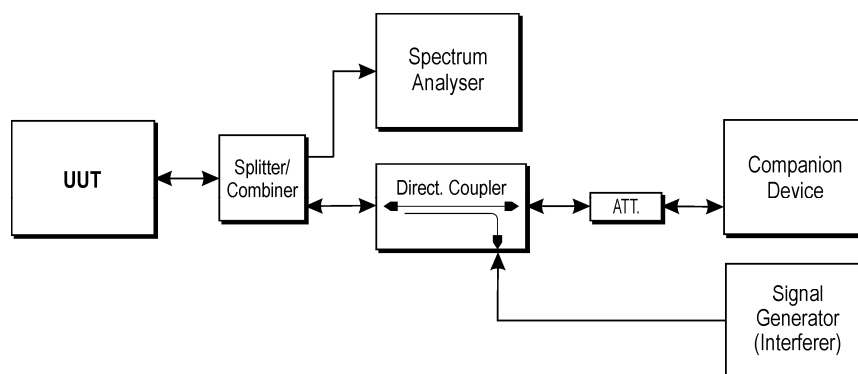 Spectrum
Analyser
UUT
Splitter/
Combiner
Direct. Coupler
ATT.
Companion
Device
Signal
Generator
(Interferer)